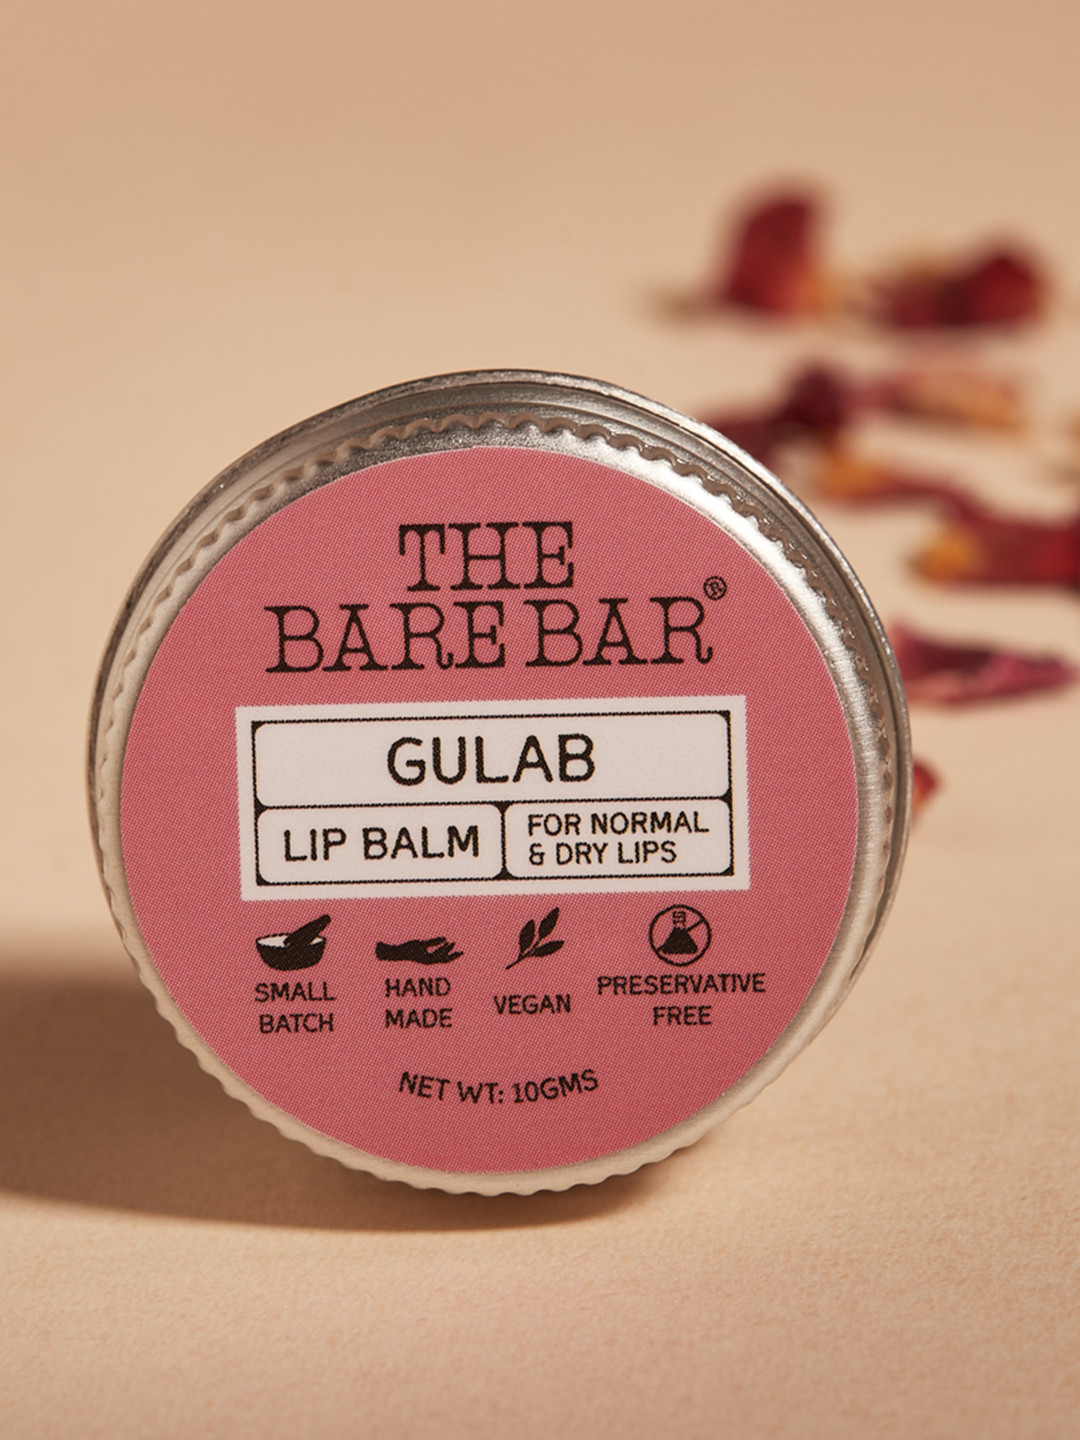 THE
BARE BAR®
GULAB
LIP BALM
FOR NORMAL
& DRY LIPS
SMALL
BATCH
HAND
MADE
VEGAN
PRESERVATIVE
FREE
NET WT: 10GMS